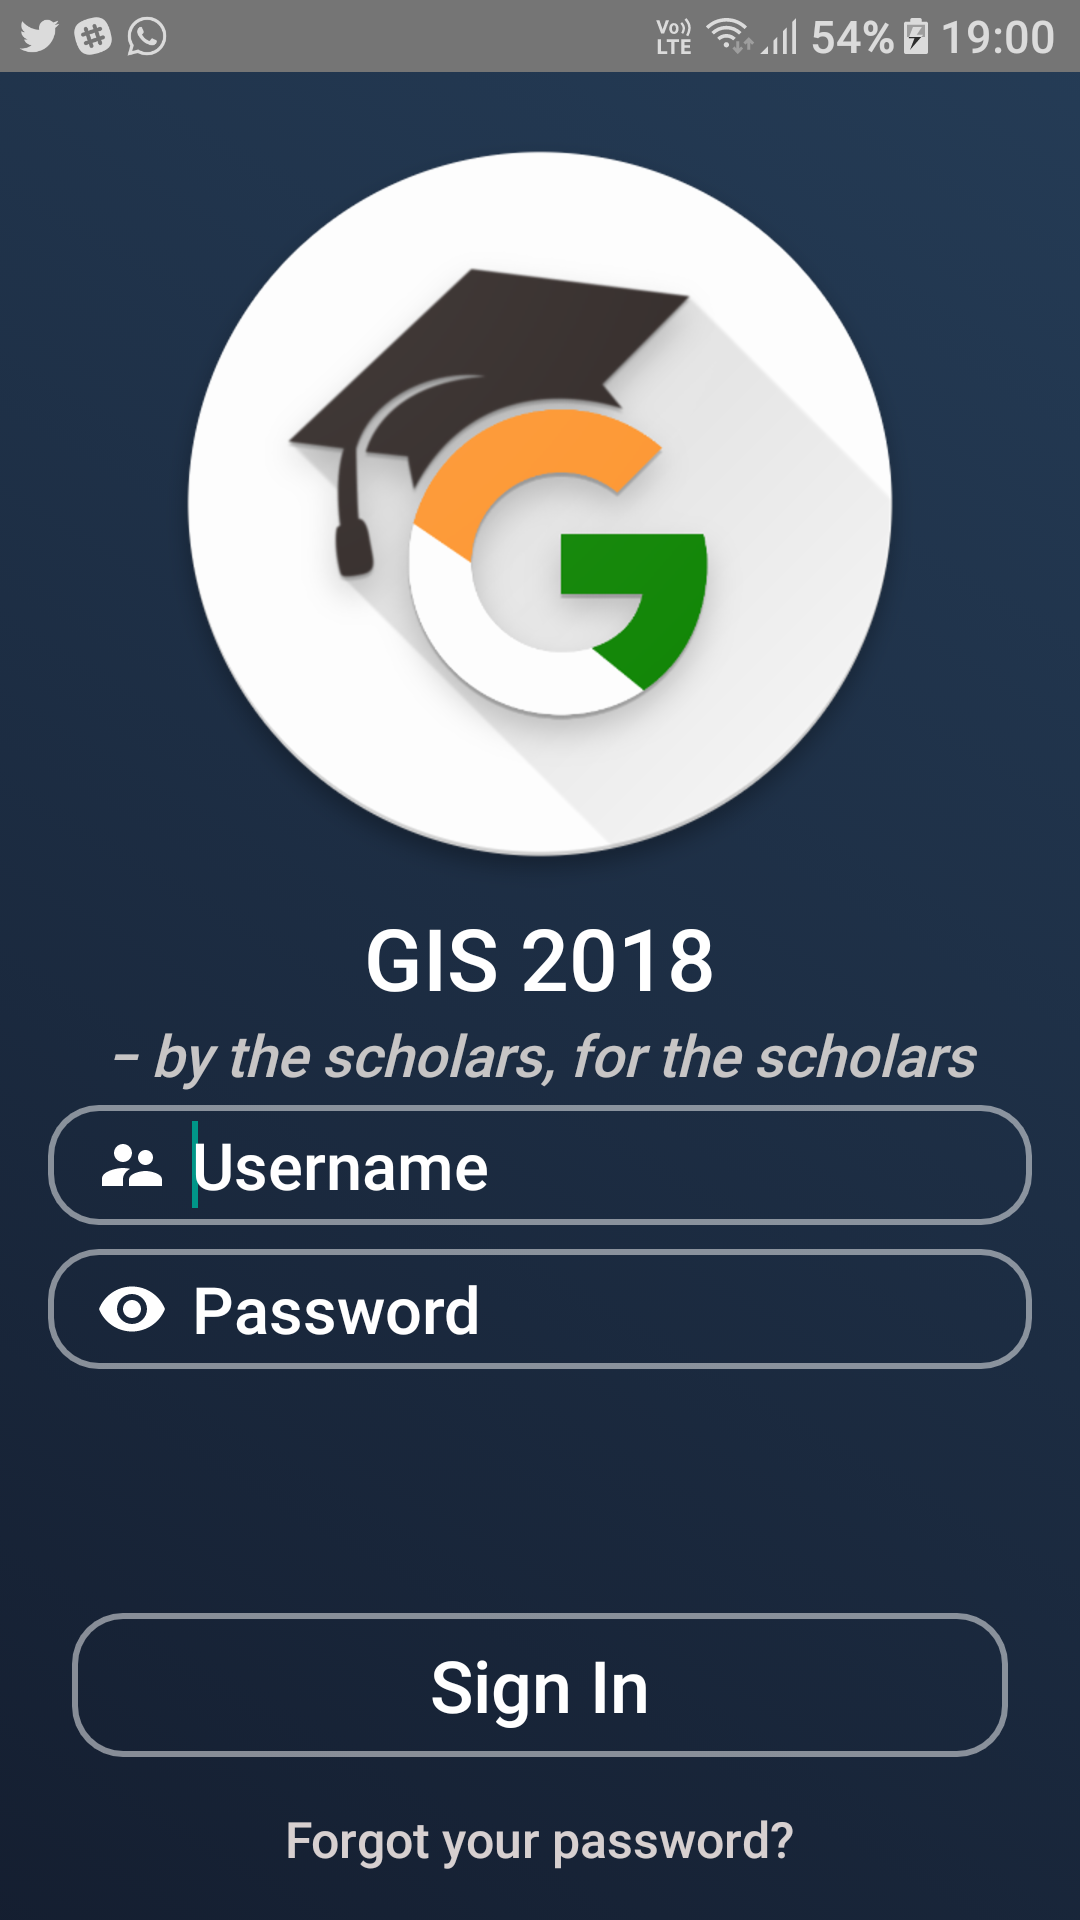 Vo)) LTE 54% 19:00
G
GIS 2018
– by the scholars, for the scholars
Username
Password
Sign In
Forgot your password?